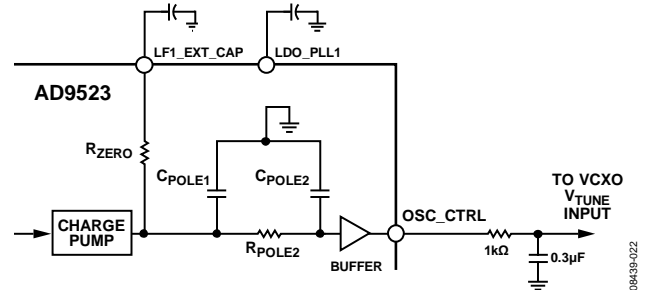 LF1_EXT_CAP
LDO_PLL1
AD9523
RZERO
CPOLE1
CPOLE2
TO VCXO
VTUNE
INPUT
OSC_CTRL
CHARGE
PUMP
RPOLE2
BUFFER
1kΩ
0.3µF
08439-022